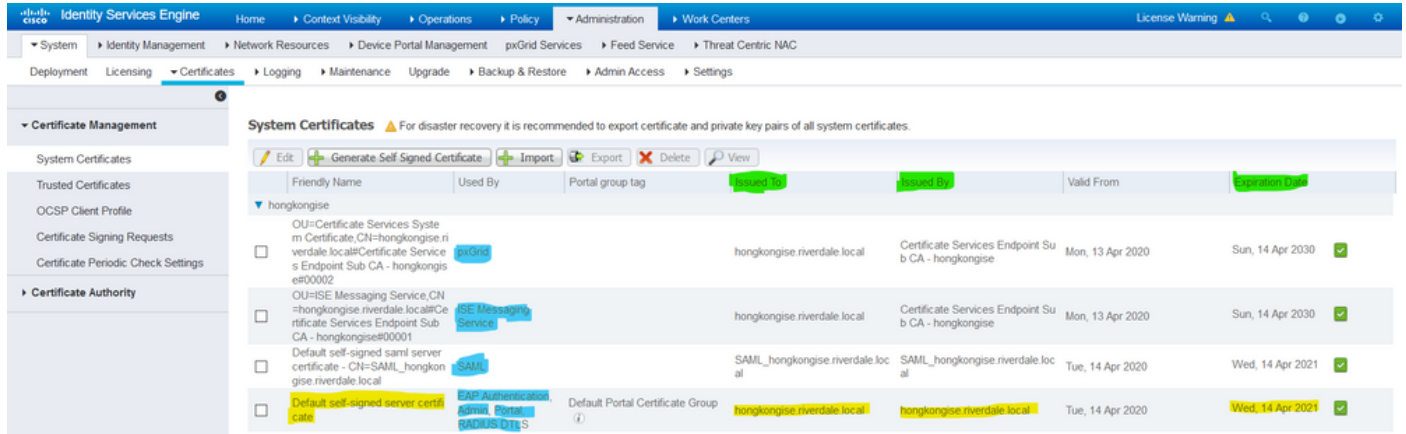 cisco Identity Services Engine Home Context Visibility Operations Policy Administration Work Centers License Warning
System Identity Management Network Resources Device Portal Management pxGrid Services Feed Service Threat Centric NAC
Deployment Licensing Certificates Logging Maintenance Upgrade Backup & Restore Admin Access Settings
Certificate Management
System Certificates
Trusted Certificates
OCSP Client Profile
Certificate Signing Requests
Certificate Periodic Check Settings
Certificate Authority
System Certificates For disaster recovery it is recommended to export certificate and private key pairs of all system certificates.
Edit Generate Self Signed Certificate Import Export Delete View
Friendly Name Used By Portal group tag Issued To Issued By Valid From Expiration Date
hongkongise
OU=Certificate Services Syste
m Certificate,CN=hongkongise.ri
verdale.local#Certificate Service
s Endpoint Sub CA - hongkongis
e#00002
pxGrid
hongkongise.riverdale.local
Certificate Services Endpoint Su
b CA - hongkongise
Mon, 13 Apr 2020
Sun, 14 Apr 2030
OU=ISE Messaging Service,CN
=hongkongise.riverdale.local#Ce
rtificate Services Endpoint Sub
CA - hongkongise#00001
ISE Messaging
Service
hongkongise.riverdale.local
Certificate Services Endpoint Su
b CA - hongkongise
Mon, 13 Apr 2020
Sun, 14 Apr 2030
Default self-signed saml server
certificate - CN=SAML_hongkon
gise.riverdale.local
SAML
SAML_hongkongise.riverdale.loc
al
SAML_hongkongise.riverdale.loc
al
Tue, 14 Apr 2020
Wed, 14 Apr 2021
Default self-signed server certifi
cate
EAP Authentication,
Admin, Portal,
RADIUS DTLS
Default Portal Certificate Group
hongkongise.riverdale.local
hongkongise.riverdale.local
Tue, 14 Apr 2020
Wed, 14 Apr 2021